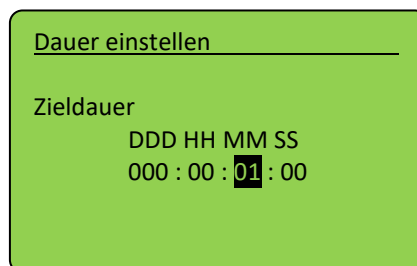 Dauer einstellen
Zieldauer
DDD HH MM SS
000 : 00 : 01 : 00